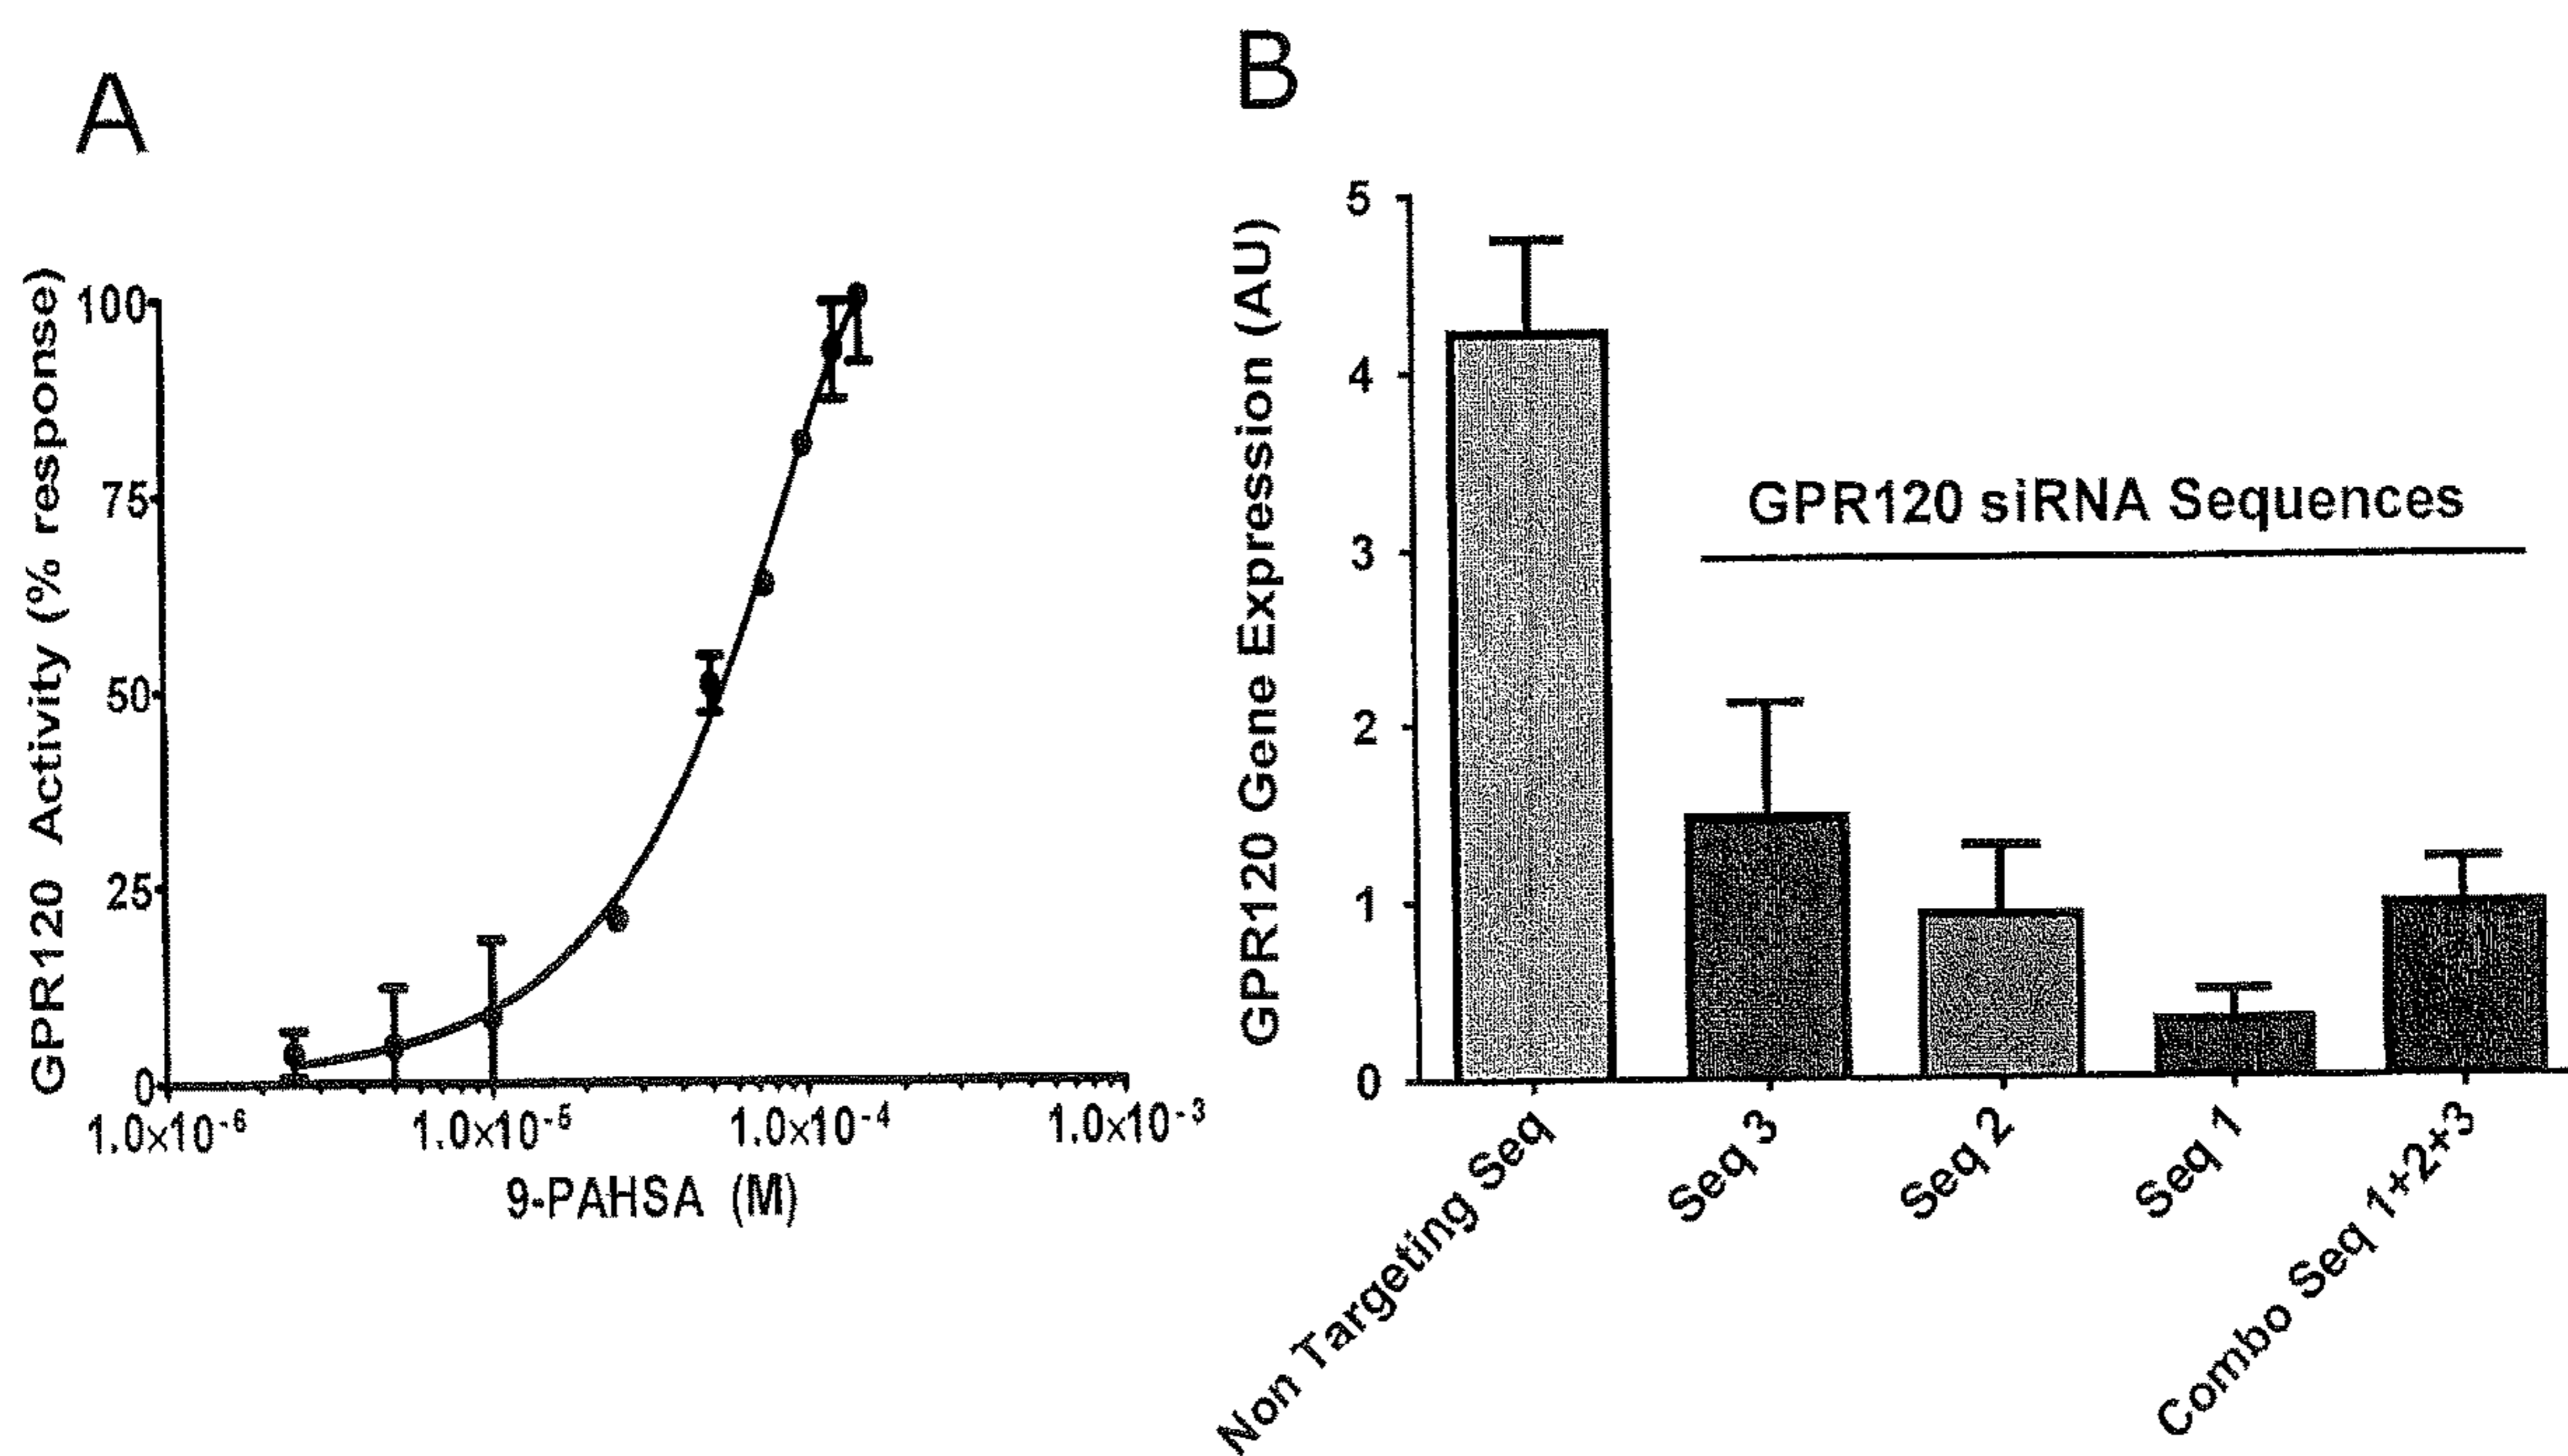 A
GPR120 Activity (% response)
100
75
50
25
0
1.0×10⁻⁶
1.0×10⁻⁵
1.0×10⁻⁴
1.0×10⁻³
9-PAHSA (M)
B
GPR120 Gene Expression (AU)
5
4
3
2
1
0
GPR120 siRNA Sequences
Non Targeting Seq
Seq 3
Seq 2
Seq 1
Combo Seq 1+2+3